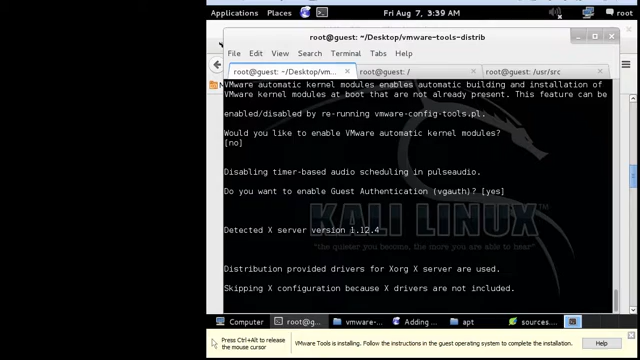 Applications Places Fri Aug 7, 3:39 AM root
root@guest: ~/Desktop/vmware-tools-distrib
File Edit View Search Terminal Tabs Help
root@guest: ~/Desktop/vm... × root@guest: / × root@guest: /usr/src ×
VMware automatic kernel modules enables automatic building and installation of
VMware kernel modules at boot that are not already present. This feature can be
enabled/disabled by re-running vmware-config-tools.pl.
Would you like to enable VMware automatic kernel modules?
[no]
Disabling timer-based audio scheduling in pulseaudio.
Do you want to enable Guest Authentication (vgauth)? [yes]
KALI LINUX
"the quieter you become, the more you are able to hear"
Detected X server version 1.12.4
Distribution provided drivers for Xorg X server are used.
Skipping X configuration because X drivers are not included.
Computer root@gu... vmware-... Adding ... apt sources....
Press Ctrl+Alt to release
the mouse cursor
VMware Tools is installing. Follow the instructions in the guest operating system to complete the installation.
Help